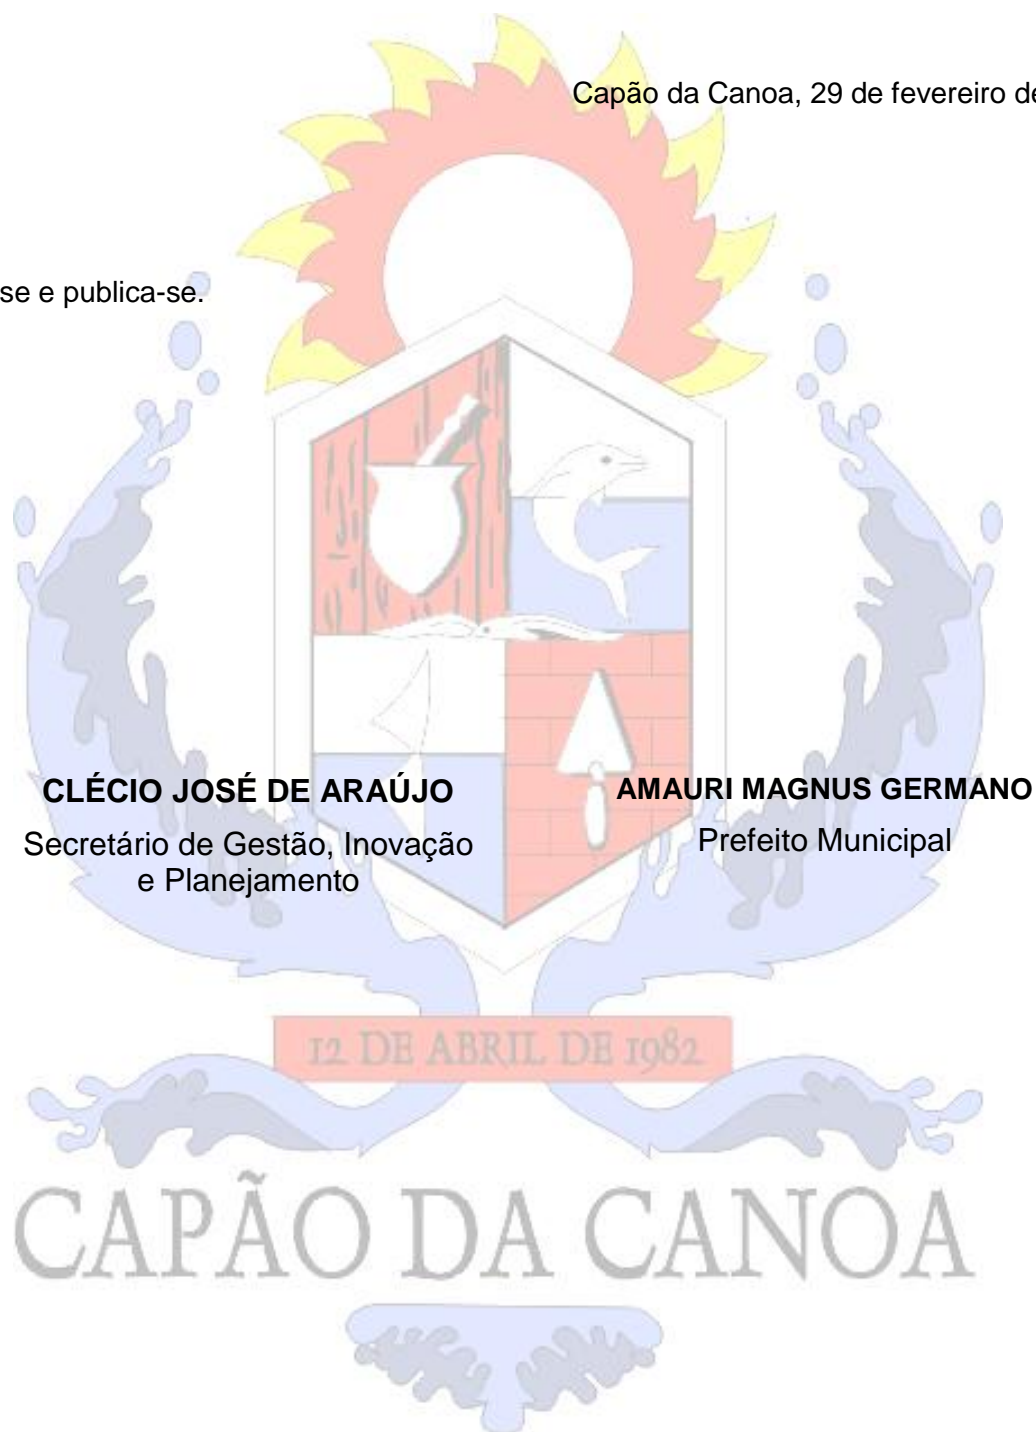 Capão da Canoa, 29 de fevereiro de
se e publica-se.
CLÉCIO JOSÉ DE ARAÚJO
Secretário de Gestão, Inovação
e Planejamento
AMAURI MAGNUS GERMANO
Prefeito Municipal
12 DE ABRIL DE 1982
CAPÃO DA CANOA